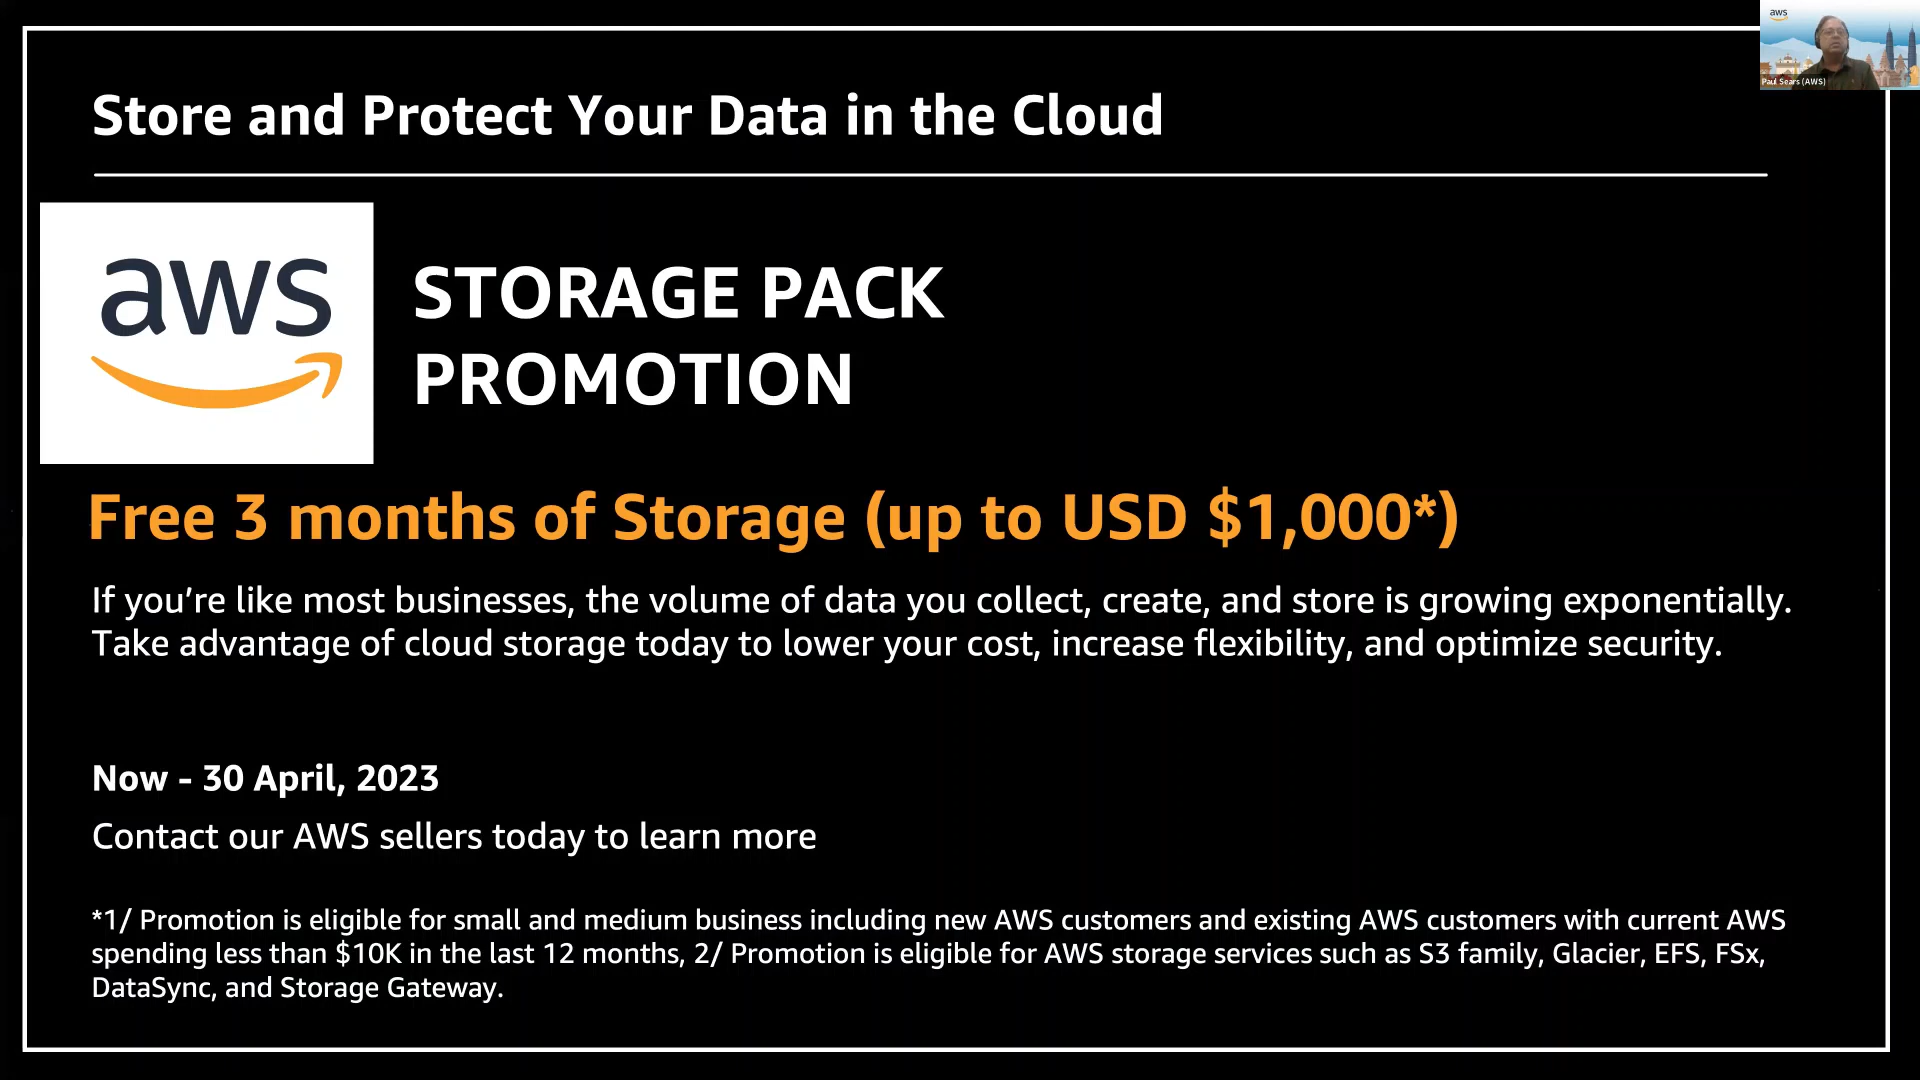 aws
Paul Sears (AWS)
Store and Protect Your Data in the Cloud
aws
STORAGE PACK
PROMOTION
Free 3 months of Storage (up to USD $1,000*)
If you’re like most businesses, the volume of data you collect, create, and store is growing exponentially.
Take advantage of cloud storage today to lower your cost, increase flexibility, and optimize security.
Now - 30 April, 2023
Contact our AWS sellers today to learn more
*1/ Promotion is eligible for small and medium business including new AWS customers and existing AWS customers with current AWS
spending less than $10K in the last 12 months, 2/ Promotion is eligible for AWS storage services such as S3 family, Glacier, EFS, FSx,
DataSync, and Storage Gateway.